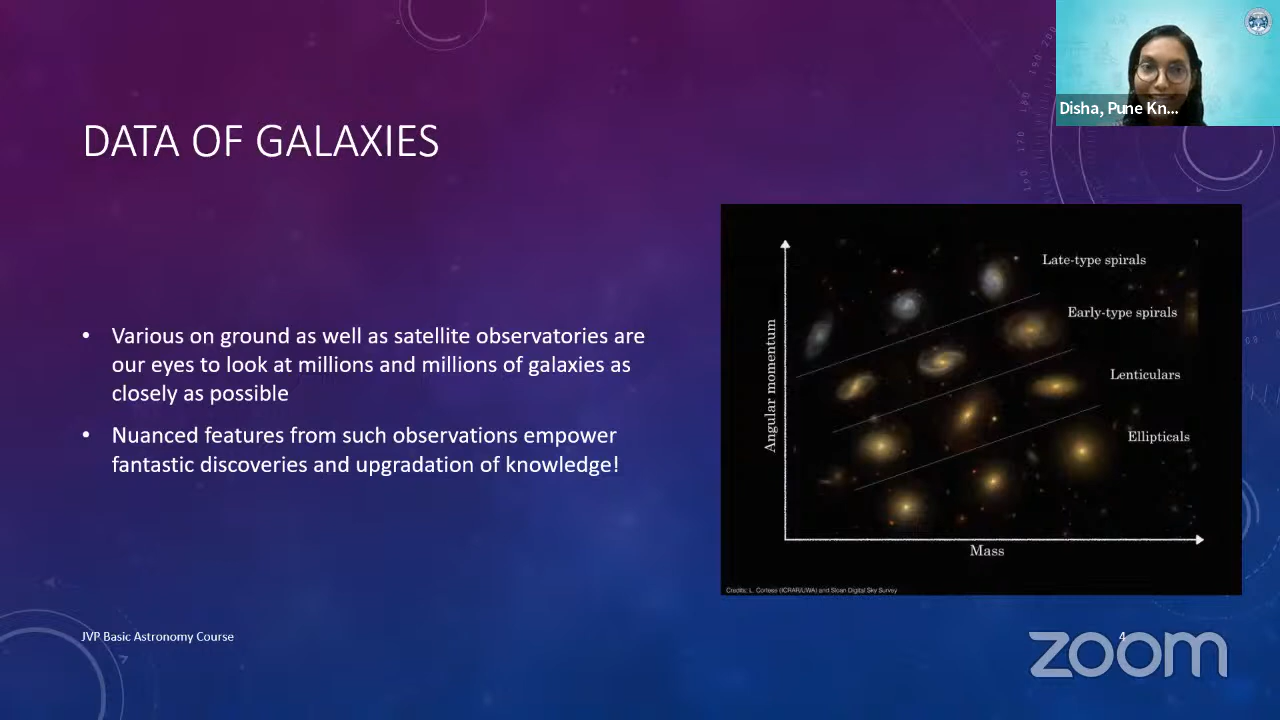 Disha, Pune Kn...
DATA OF GALAXIES
• Various on ground as well as satellite observatories are
our eyes to look at millions and millions of galaxies as
closely as possible
• Nuanced features from such observations empower
fantastic discoveries and upgradation of knowledge!
Late-type spirals
Early-type spirals
Lenticulars
Ellipticals
Angular momentum
Mass
Credits: L. Cortese (ICRAR/UWA) and Sloan Digital Sky Survey
JVP Basic Astronomy Course
4
zoom